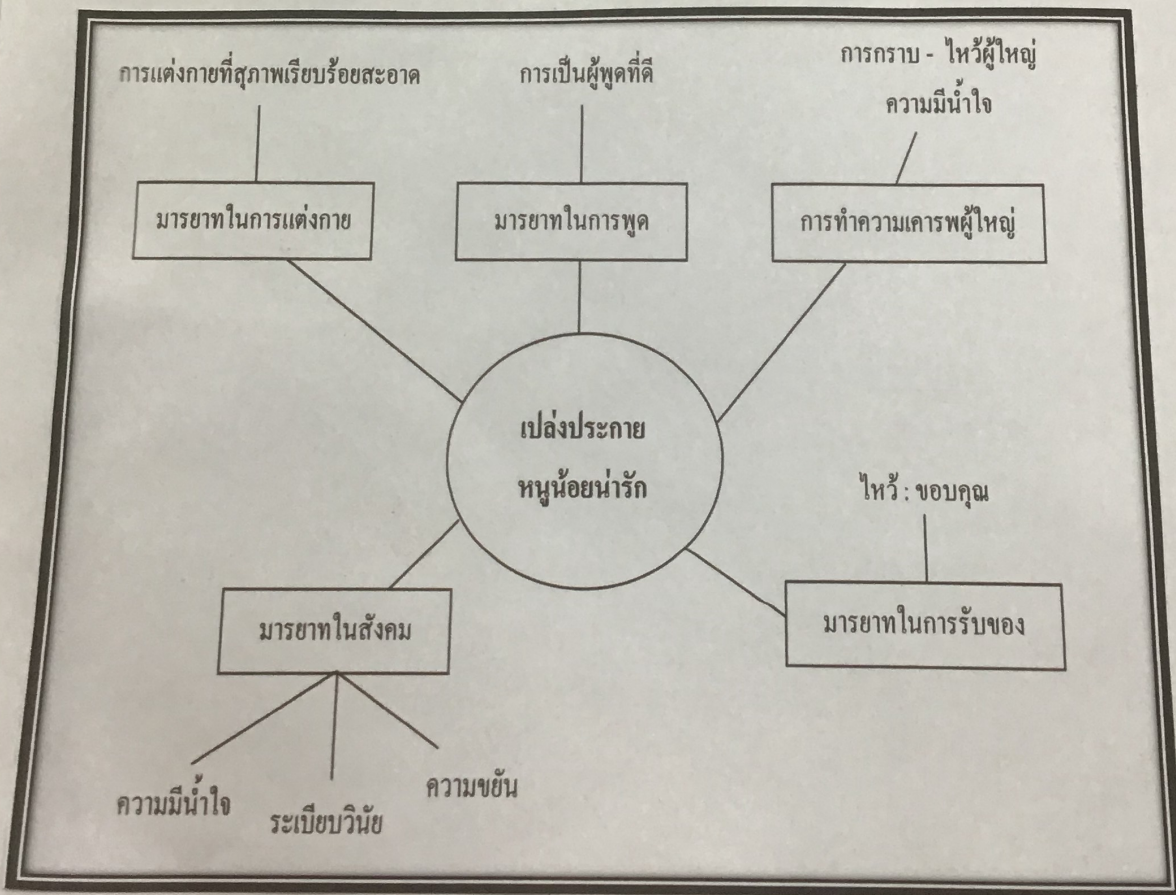 การแต่งกายที่สุภาพเรียบร้อยสะอาด
การเป็นผู้พูดที่ดี
การกราบ - ไหว้ผู้ใหญ่
ความมีน้ำใจ
มารยาทในการแต่งกาย
มารยาทในการพูด
การทำความเคารพผู้ใหญ่
เปล่งประกาย
หนูน้อยน่ารัก
ไหว้ : ขอบคุณ
มารยาทในสังคม
มารยาทในการรับของ
ความมีน้ำใจ
ระเบียบวินัย
ความขยัน